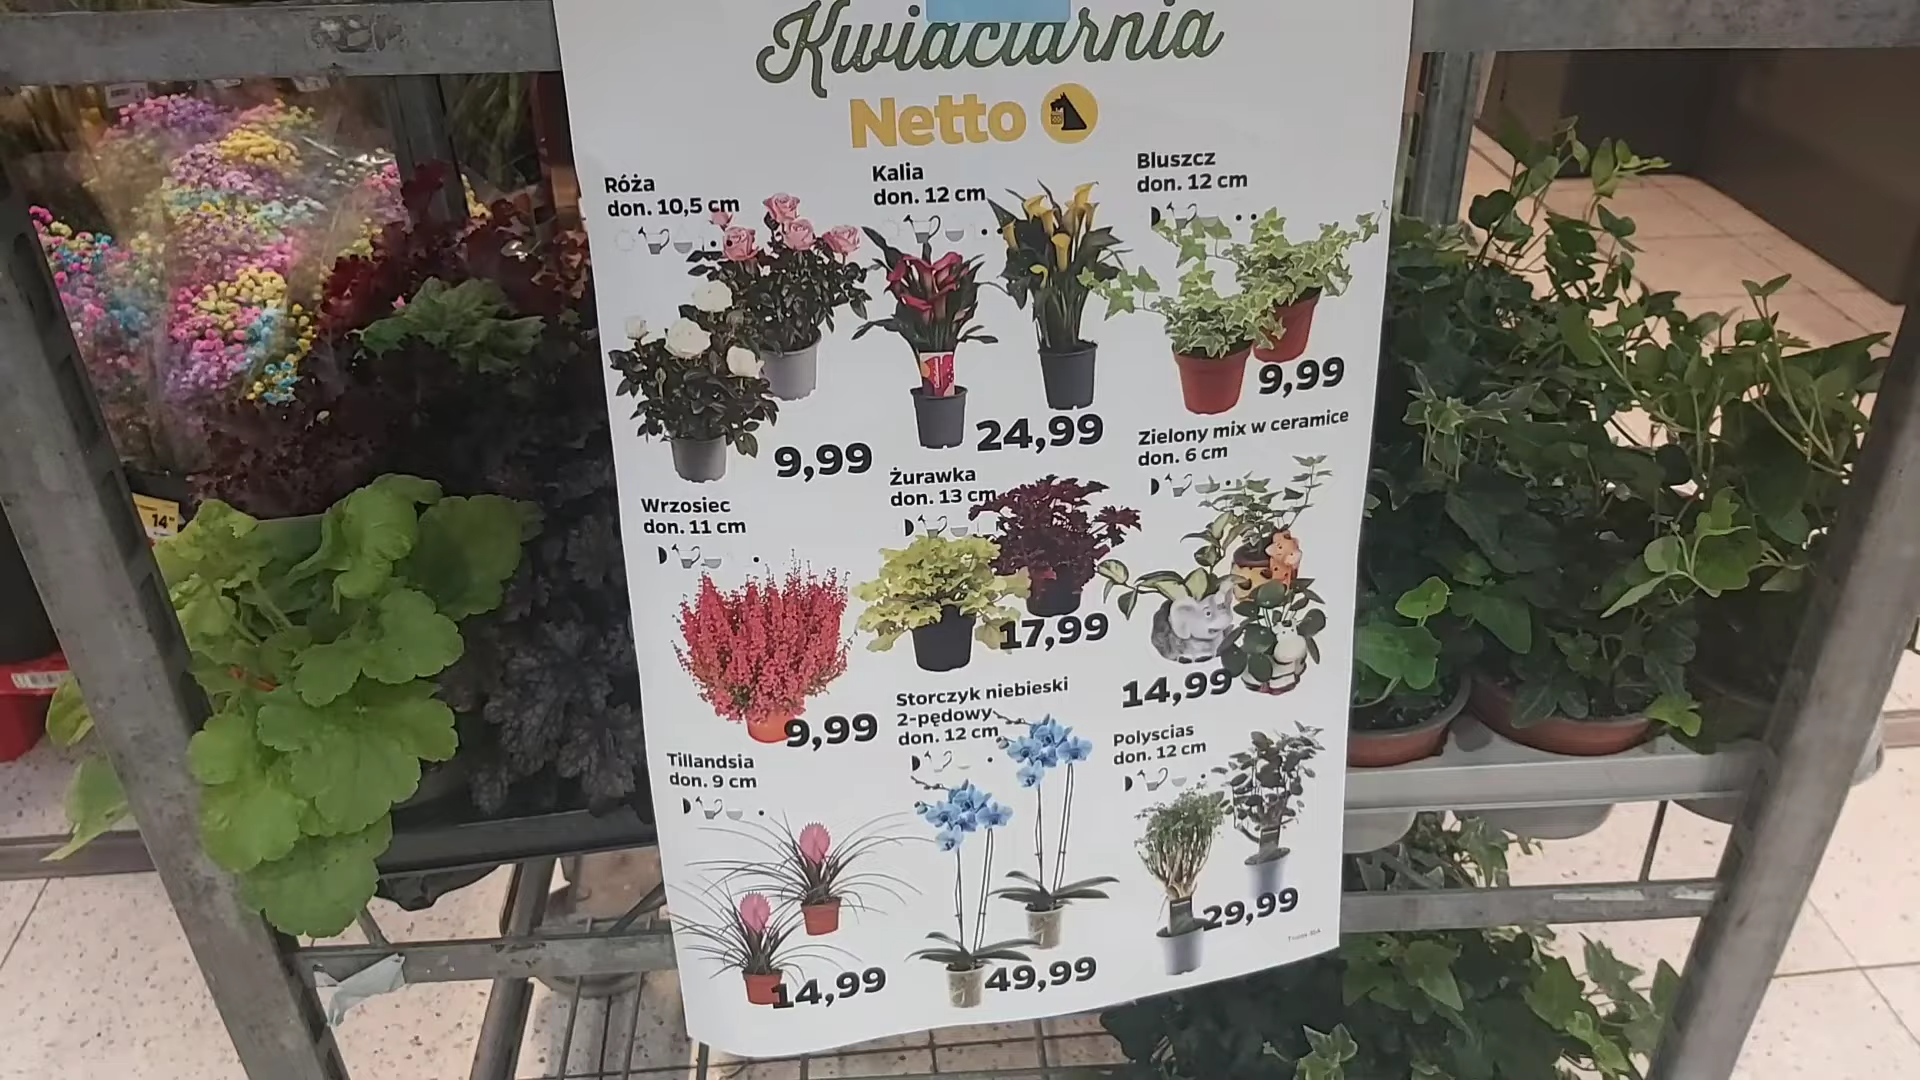 Kwiaciarnia
Netto
Róża
don. 10,5 cm
9,99
Kalia
don. 12 cm
24,99
Bluszcz
don. 12 cm
9,99
Wrzosiec
don. 11 cm
9,99
Żurawka
don. 13 cm
17,99
Zielony mix w ceramice
don. 6 cm
14,99
Tillandsia
don. 9 cm
14,99
Storczyk niebieski
2-pędowy
don. 12 cm
49,99
Polyscias
don. 12 cm
29,99
14